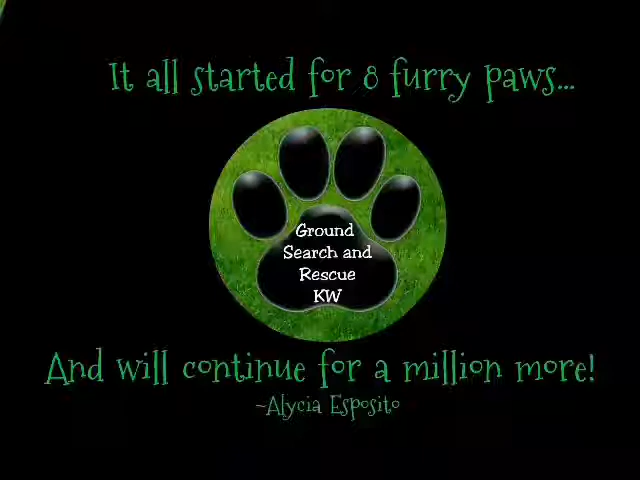 It all started for 8 furry paws...
Ground
Search and
Rescue
KW
And will continue for a million more!
~Alycia Esposito